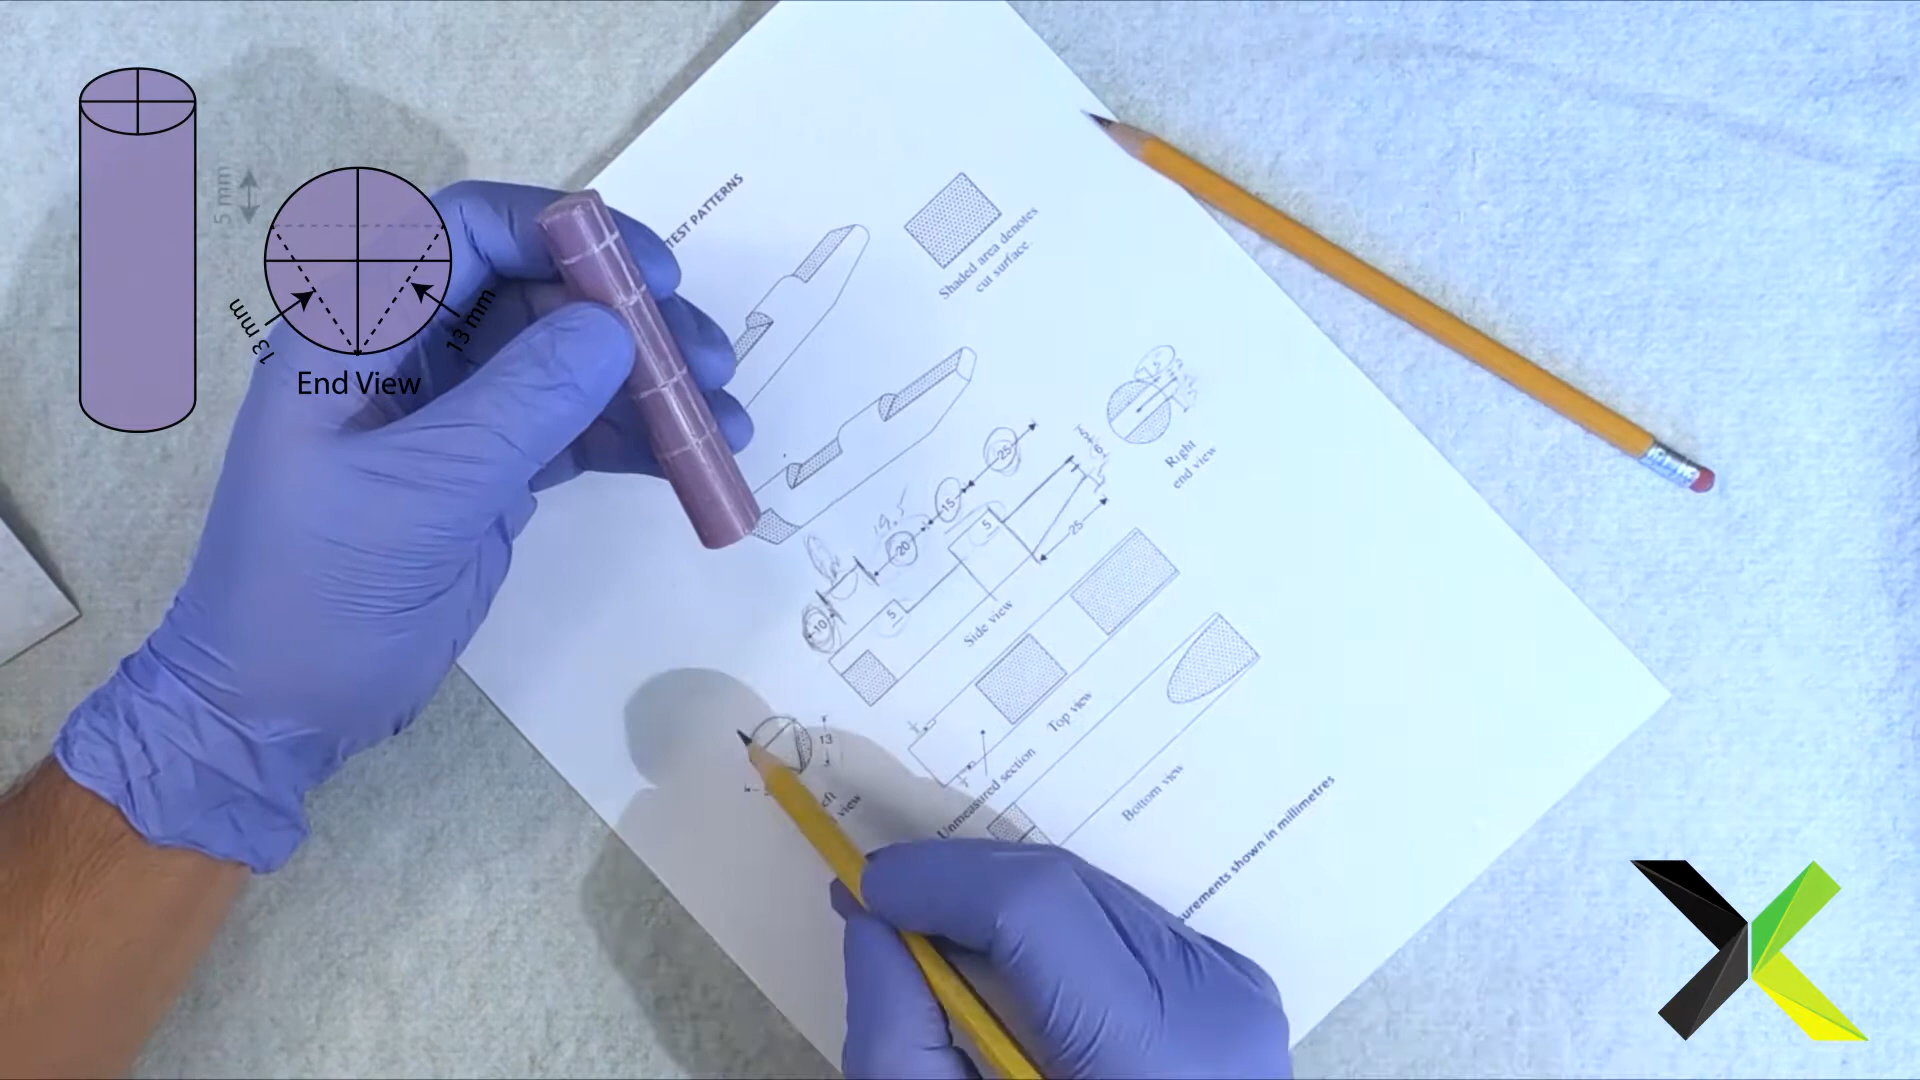 5 mm
13 mm
13 mm
End View
TEST PATTERNS
Shaded area denotes
cut surface.
Right
end view
25
15
19.5
20
10
5
5
25
6
Side view
Top view
13
view
Unmeasured section
Bottom view
urements shown in millimetres